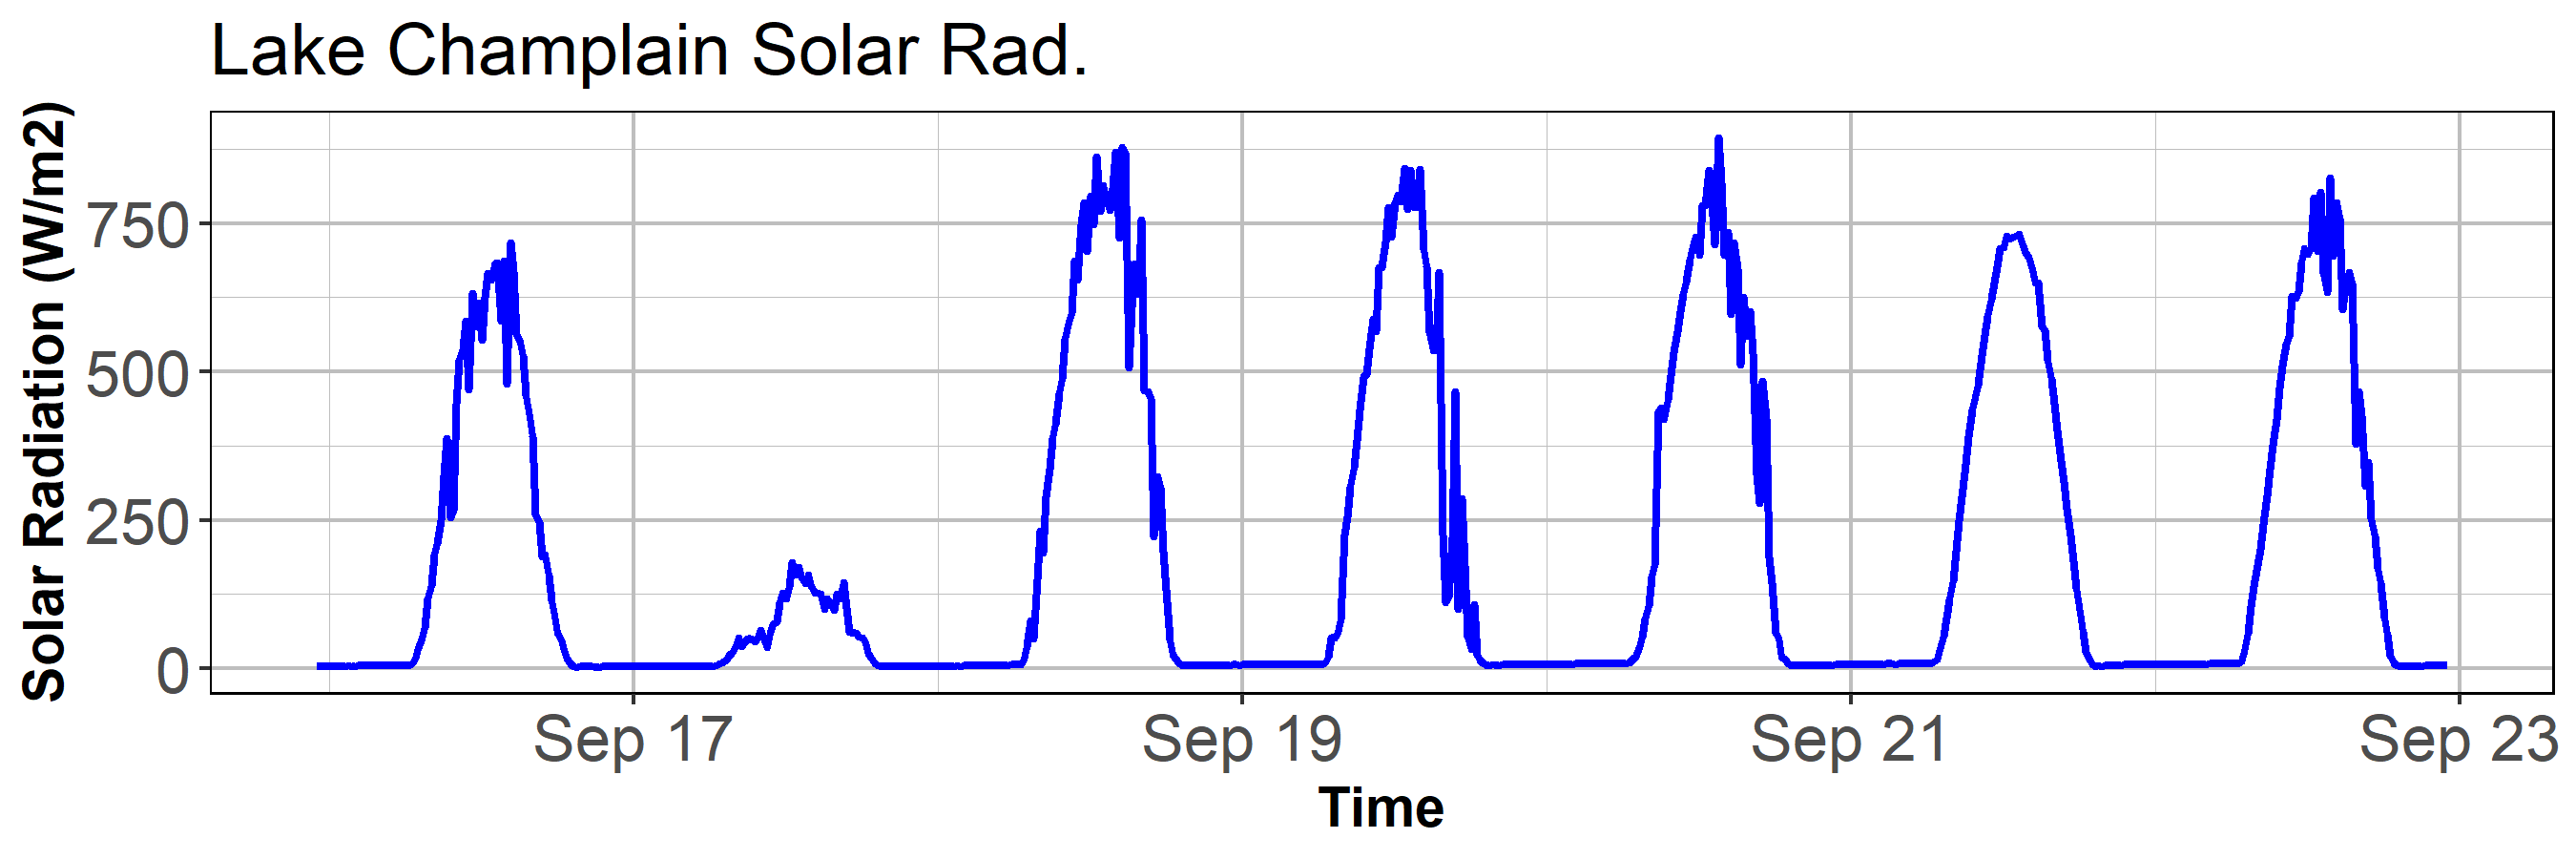 Lake Champlain Solar Rad.
Solar Radiation (W/m2)
750
500
250
0
Sep 17 Sep 19 Sep 21 Sep 23
Time